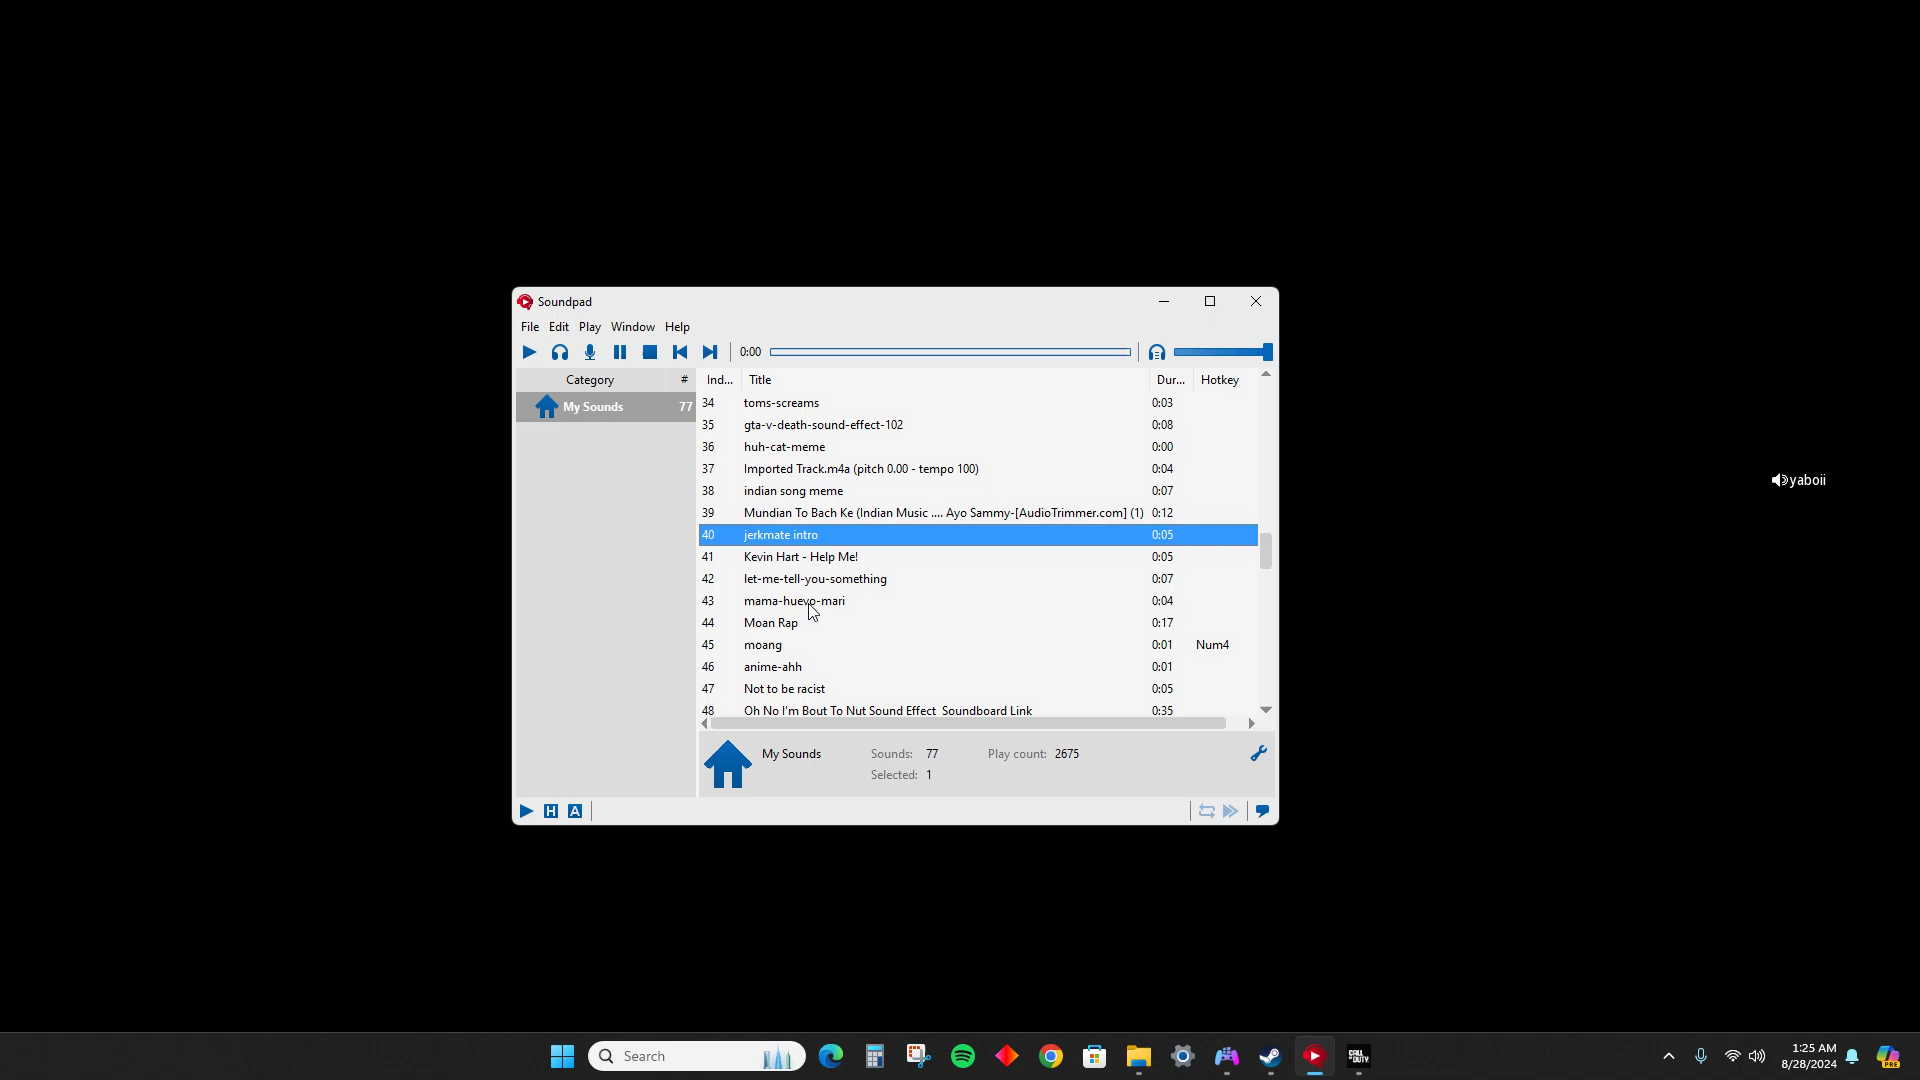 Soundpad
File Edit Play Window Help
0:00
Category # Ind... Title Dur... Hotkey
My Sounds 77
34 toms-screams 0:03
35 gta-v-death-sound-effect-102 0:08
36 huh-cat-meme 0:00
37 Imported Track.m4a (pitch 0.00 - tempo 100) 0:04
38 indian song meme 0:07
39 Mundian To Bach Ke (Indian Music .... Ayo Sammy-[AudioTrimmer.com] (1) 0:12
40 jerkmate intro 0:05
41 Kevin Hart - Help Me! 0:05
42 let-me-tell-you-something 0:07
43 mama-huevo-mari 0:04
44 Moan Rap 0:17
45 moang 0:01 Num4
46 anime-ahh 0:01
47 Not to be racist 0:05
48 Oh No I'm Bout To Nut Sound Effect Soundboard Link 0:35
My Sounds Sounds: 77 Play count: 2675
Selected: 1
H A
yaboii
Search
CALL DUTY
1:25 AM
8/28/2024
PRE